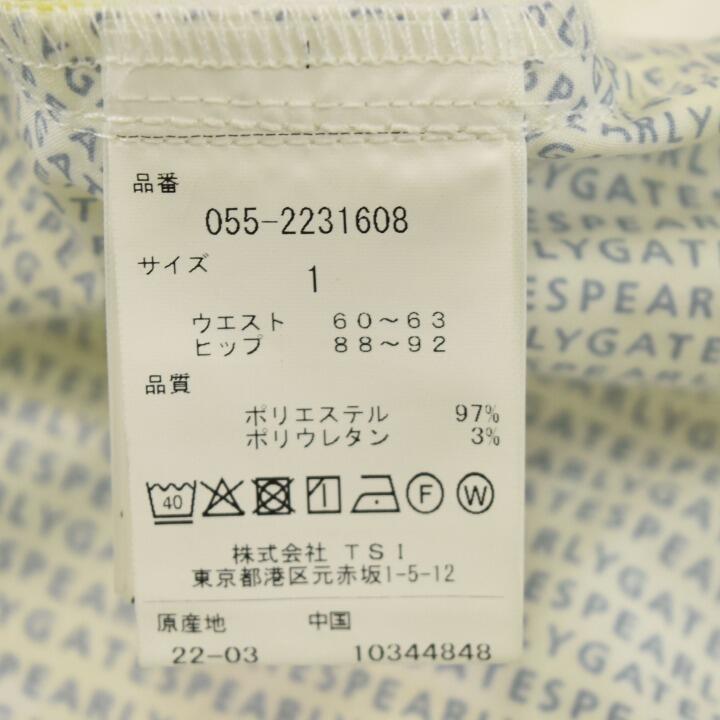 品番
055-2231608
サイズ
1
ウエスト 60~63
ヒップ 88~92
品質
ポリエステル 97%
ポリウレタン 3%
40 F W
株式会社 TSI
東京都港区元赤坂1-5-12
原産地 中国
22-03 10344848
PEARLYGATES